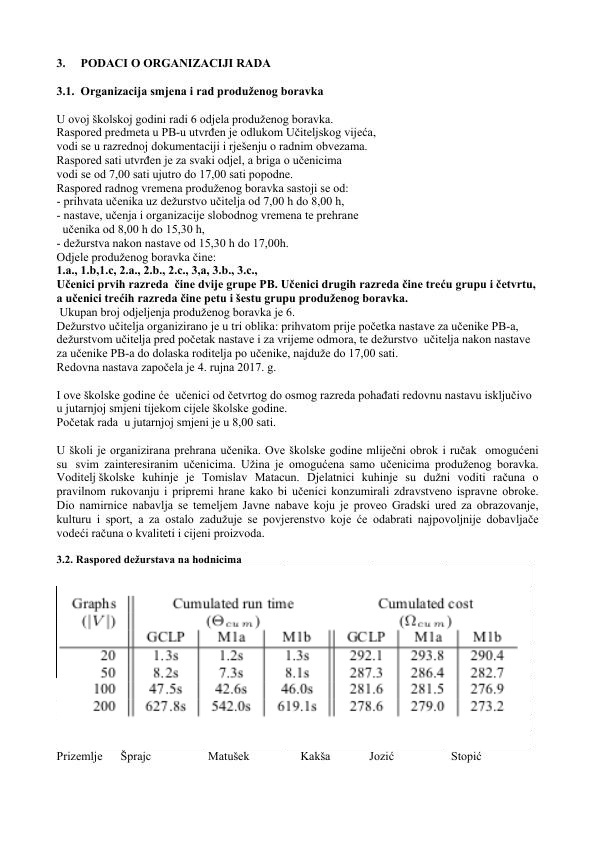 3. PODACI O ORGANIZACIJI RADA
3.1. Organizacija smjena i rad produženog boravka
U ovoj školskoj godini radi 6 odjela produženog boravka.
Raspored predmeta u PB-u utvrđen je odlukom Učiteljskog vijeća,
vodi se u razrednoj dokumentaciji i rješenju o radnim obvezama.
Raspored sati utvrđen je za svaki odjel, a briga o učenicima
vodi se od 7,00 sati ujutro do 17,00 sati popodne.
Raspored radnog vremena produženog boravka sastoji se od:
- prihvata učenika uz dežurstvo učitelja od 7,00 h do 8,00 h,
- nastave, učenja i organizacije slobodnog vremena te prehrane
učenika od 8,00 h do 15,30 h,
- dežurstva nakon nastave od 15,30 h do 17,00h.
Odjele produženog boravka čine:
1.a., 1.b,1.c, 2.a., 2.b., 2.c., 3,a, 3.b., 3.c.,
Učenici prvih razreda čine dvije grupe PB. Učenici drugih razreda čine treću grupu i četvrtu,
a učenici trećih razreda čine petu i šestu grupu produženog boravka.
Ukupan broj odjeljenja produženog boravka je 6.
Dežurstvo učitelja organizirano je u tri oblika: prihvatom prije početka nastave za učenike PB-a,
dežurstvom učitelja pred početak nastave i za vrijeme odmora, te dežurstvo učitelja nakon nastave
za učenike PB-a do dolaska roditelja po učenike, najduže do 17,00 sati.
Redovna nastava započela je 4. rujna 2017. g.
I ove školske godine će učenici od četvrtog do osmog razreda pohađati redovnu nastavu isključivo
u jutarnjoj smjeni tijekom cijele školske godine.
Početak rada u jutarnjoj smjeni je u 8,00 sati.
U školi je organizirana prehrana učenika. Ove školske godine mliječni obrok i ručak omogućeni
su svim zainteresiranim učenicima. Užina je omogućena samo učenicima produženog boravka.
Voditelj školske kuhinje je Tomislav Matacun. Djelatnici kuhinje su dužni voditi računa o
pravilnom rukovanju i pripremi hrane kako bi učenici konzumirali zdravstveno ispravne obroke.
Dio namirnice nabavlja se temeljem Javne nabave koju je proveo Gradski ured za obrazovanje,
kulturu i sport, a za ostalo zadužuje se povjerenstvo koje će odabrati najpovoljnije dobavljače
vodeći računa o kvaliteti i cijeni proizvoda.
3.2. Raspored dežurstava na hodnicima
Graphs Cumulated run time Cumulated cost
(|V|) (Θcum) (Ωcum)
GCLP M1a M1b GCLP M1a M1b
20 1.3s 1.2s 1.3s 292.1 293.8 290.4
50 8.2s 7.3s 8.1s 287.3 286.4 282.7
100 47.5s 42.6s 46.0s 281.6 281.5 276.9
200 627.8s 542.0s 619.1s 278.6 279.0 273.2
Prizemlje Šprajc Matušek Kakša Jozić Stopić